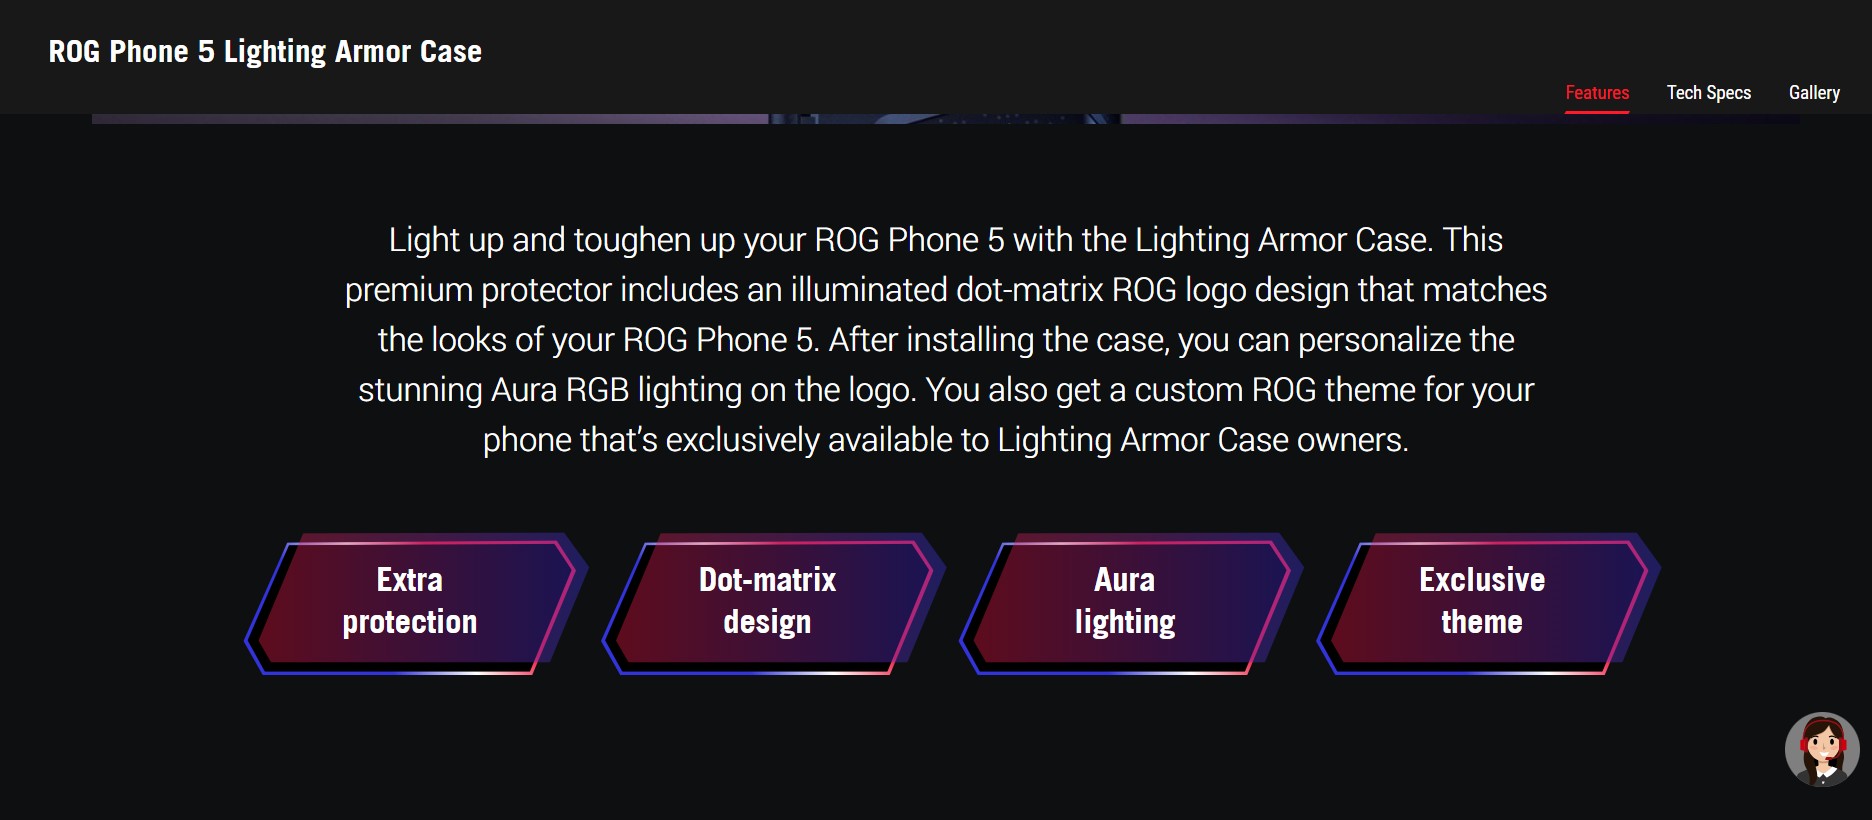 ROG Phone 5 Lighting Armor Case
Features
Tech Specs
Gallery
Light up and toughen up your ROG Phone 5 with the Lighting Armor Case. This
premium protector includes an illuminated dot-matrix ROG logo design that matches
the looks of your ROG Phone 5. After installing the case, you can personalize the
stunning Aura RGB lighting on the logo. You also get a custom ROG theme for your
phone that’s exclusively available to Lighting Armor Case owners.
Extra
protection
Dot-matrix
design
Aura
lighting
Exclusive
theme